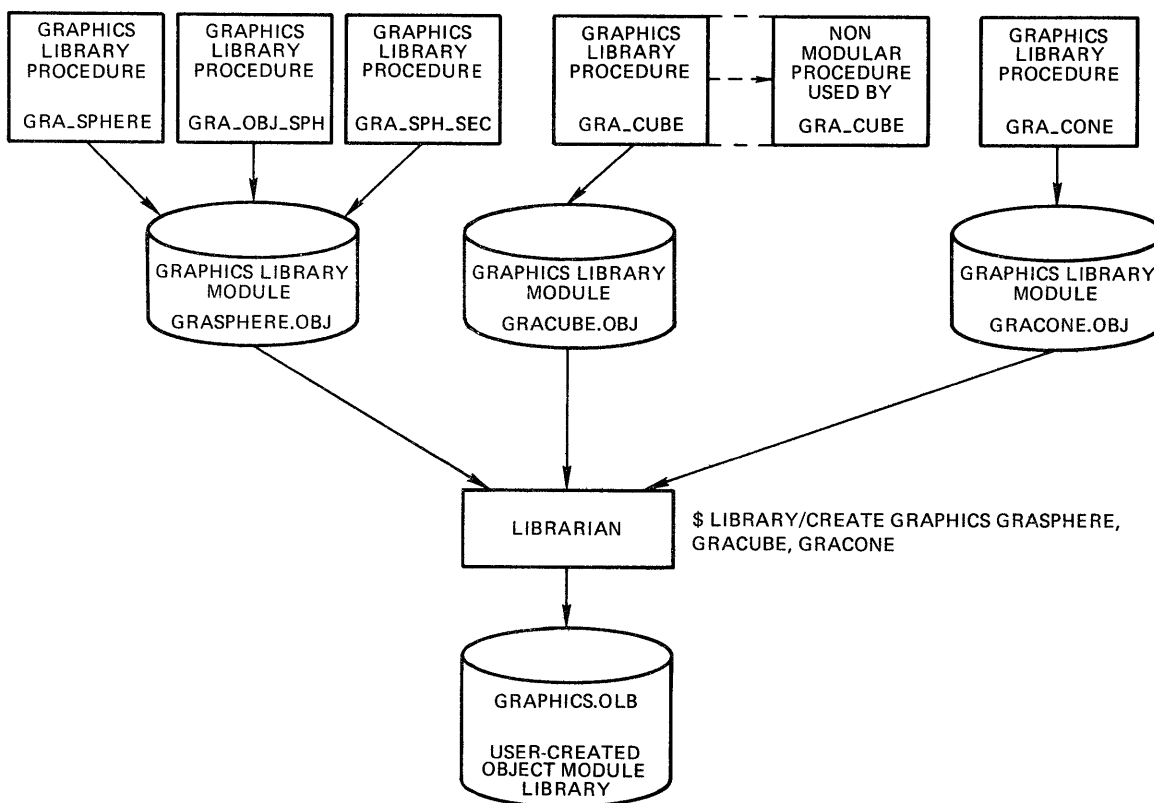 GRAPHICS
LIBRARY
PROCEDURE
GRA_SPHERE
GRAPHICS
LIBRARY
PROCEDURE
GRA_OBJ_SPH
GRAPHICS
LIBRARY
PROCEDURE
GRA_SPH_SEC
GRAPHICS
LIBRARY
PROCEDURE
GRA_CUBE
NON
MODULAR
PROCEDURE
USED BY
GRA_CUBE
GRAPHICS
LIBRARY
PROCEDURE
GRA_CONE
GRAPHICS LIBRARY
MODULE
GRASPHERE.OBJ
GRAPHICS LIBRARY
MODULE
GRACUBE.OBJ
GRAPHICS LIBRARY
MODULE
GRACONE.OBJ
LIBRARIAN
$ LIBRARY/CREATE GRAPHICS GRASPHERE,
GRACUBE, GRACONE
GRAPHICS.OLB
USER-CREATED
OBJECT MODULE
LIBRARY